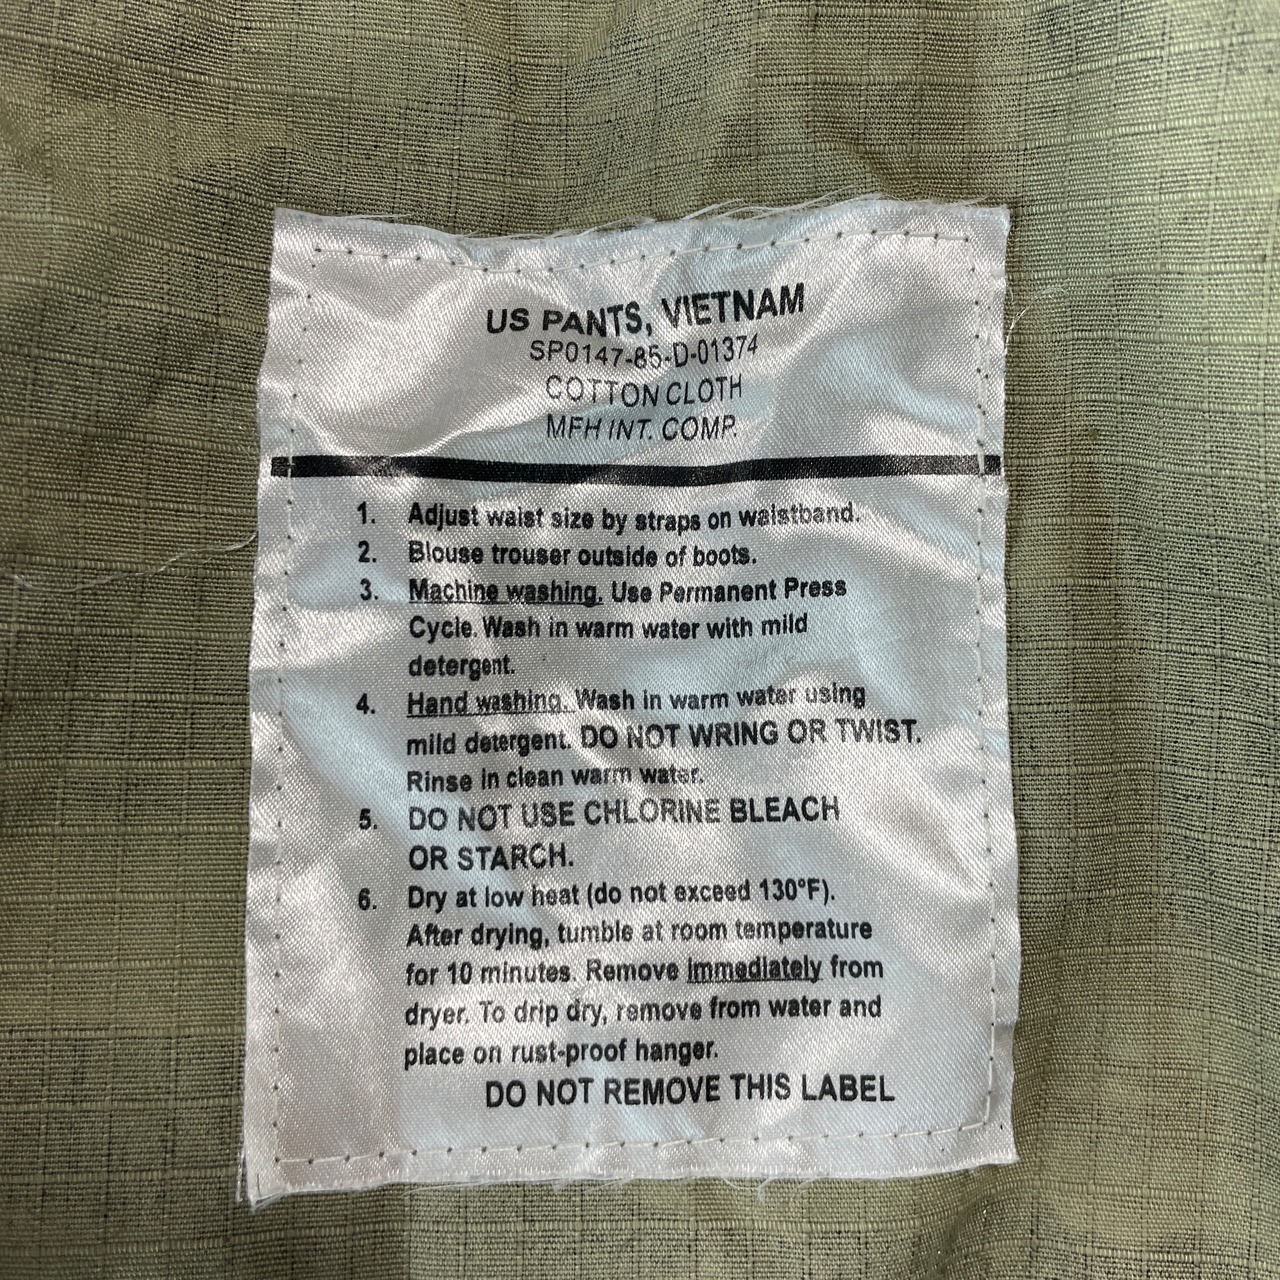 US PANTS, VIETNAM
SP0147-85-D-01374
COTTON CLOTH
MFH INT. COMP.
1. Adjust waist size by straps on waistband.
2. Blouse trouser outside of boots.
3. Machine washing. Use Permanent Press
Cycle. Wash in warm water with mild
detergent.
4. Hand washing. Wash in warm water using
mild detergent. DO NOT WRING OR TWIST.
Rinse in clean warm water.
5. DO NOT USE CHLORINE BLEACH
OR STARCH.
6. Dry at low heat (do not exceed 130°F).
After drying, tumble at room temperature
for 10 minutes. Remove immediately from
dryer. To drip dry, remove from water and
place on rust-proof hanger.
DO NOT REMOVE THIS LABEL